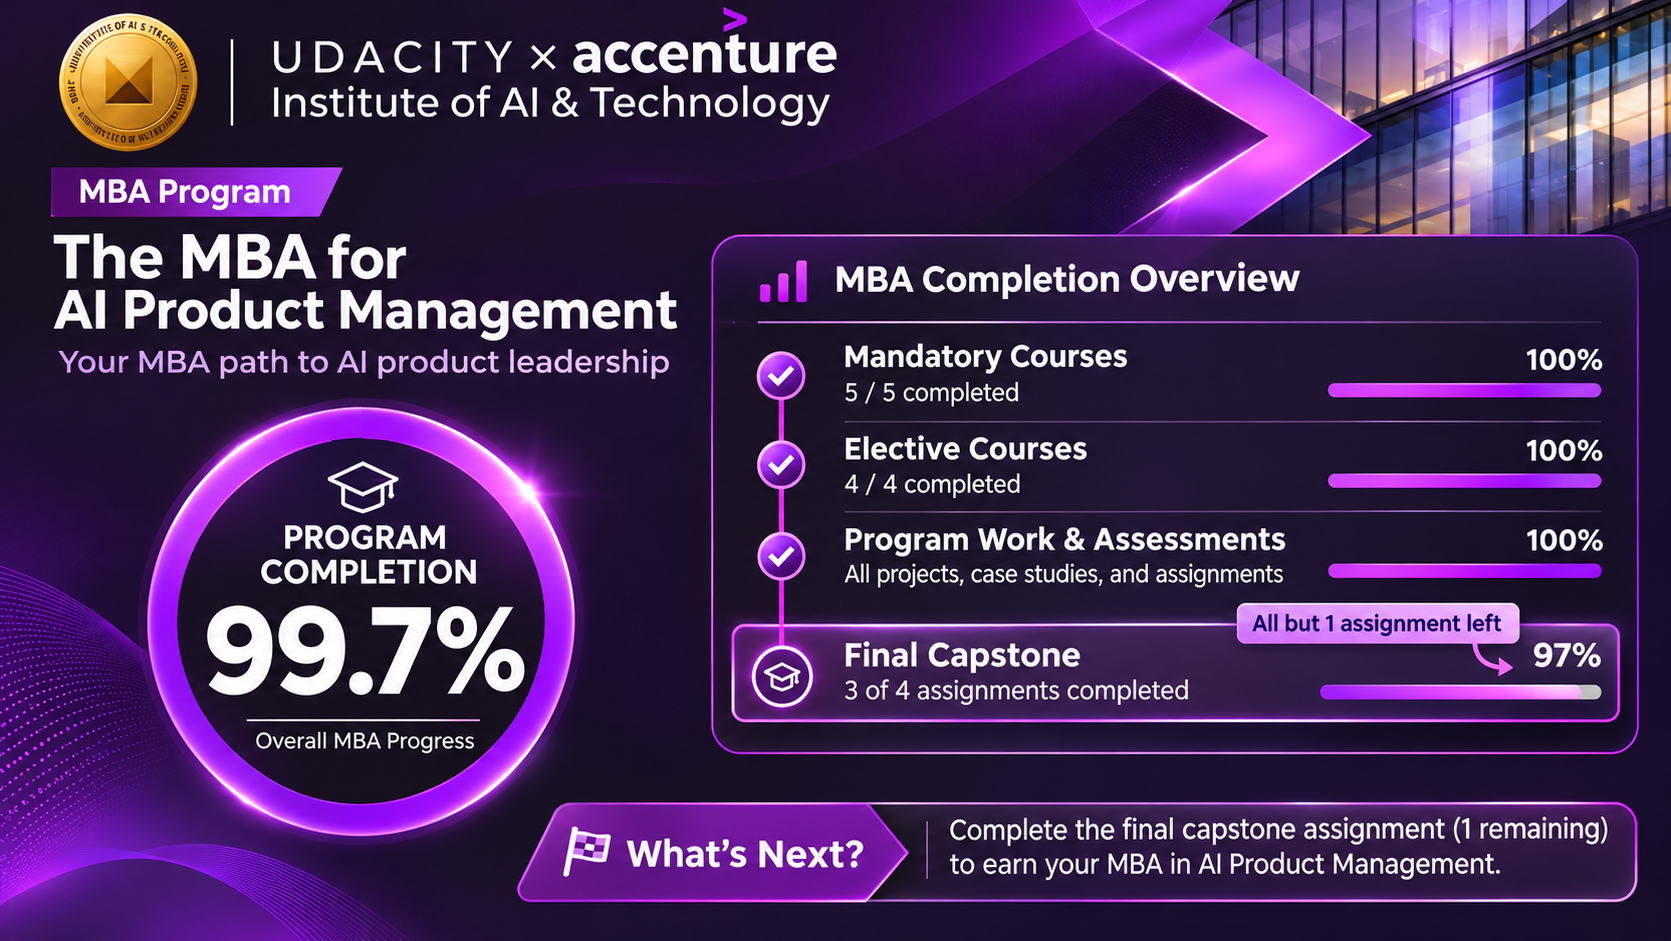 UDACITY × accenture
Institute of AI & Technology
MBA Program
The MBA for
AI Product Management
Your MBA path to AI product leadership
PROGRAM
COMPLETION
99.7%
Overall MBA Progress
MBA Completion Overview
Mandatory Courses
100%
5 / 5 completed
Elective Courses
100%
4 / 4 completed
Program Work & Assessments
100%
All projects, case studies, and assignments
All but 1 assignment left
Final Capstone
97%
3 of 4 assignments completed
What's Next?
Complete the final capstone assignment (1 remaining)
to earn your MBA in AI Product Management.